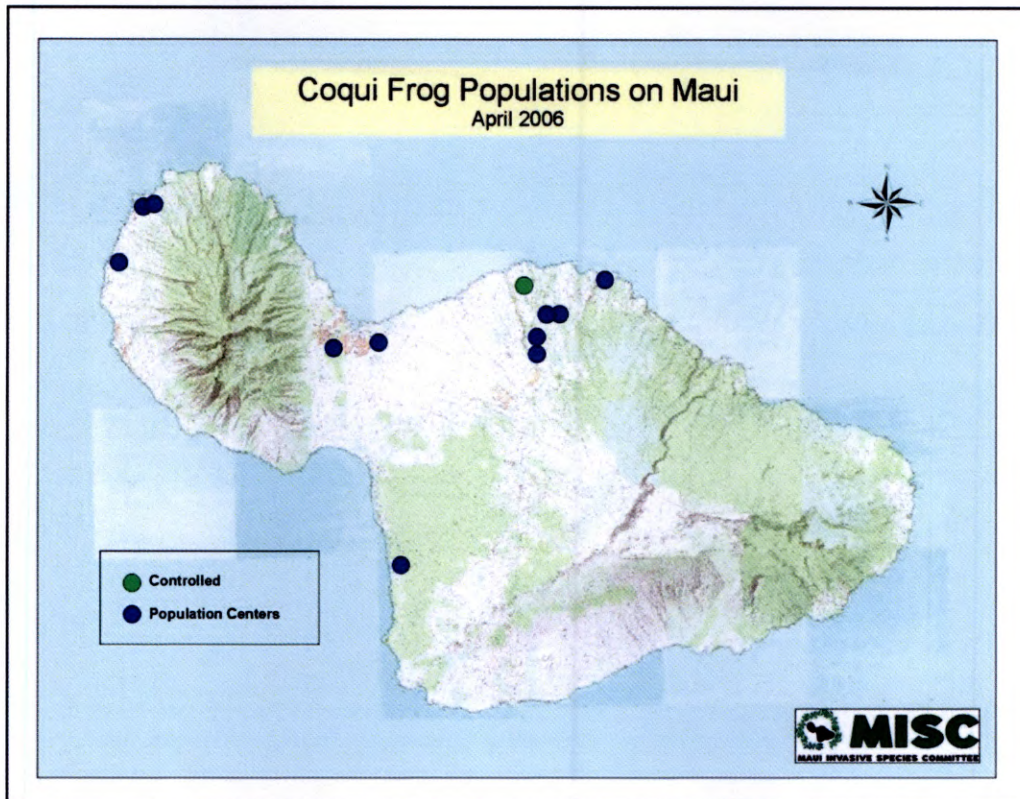 Coqui Frog Populations on Maui
April 2006
Controlled
Population Centers
MISC
MAUI INVASIVE SPECIES COMMITTEE